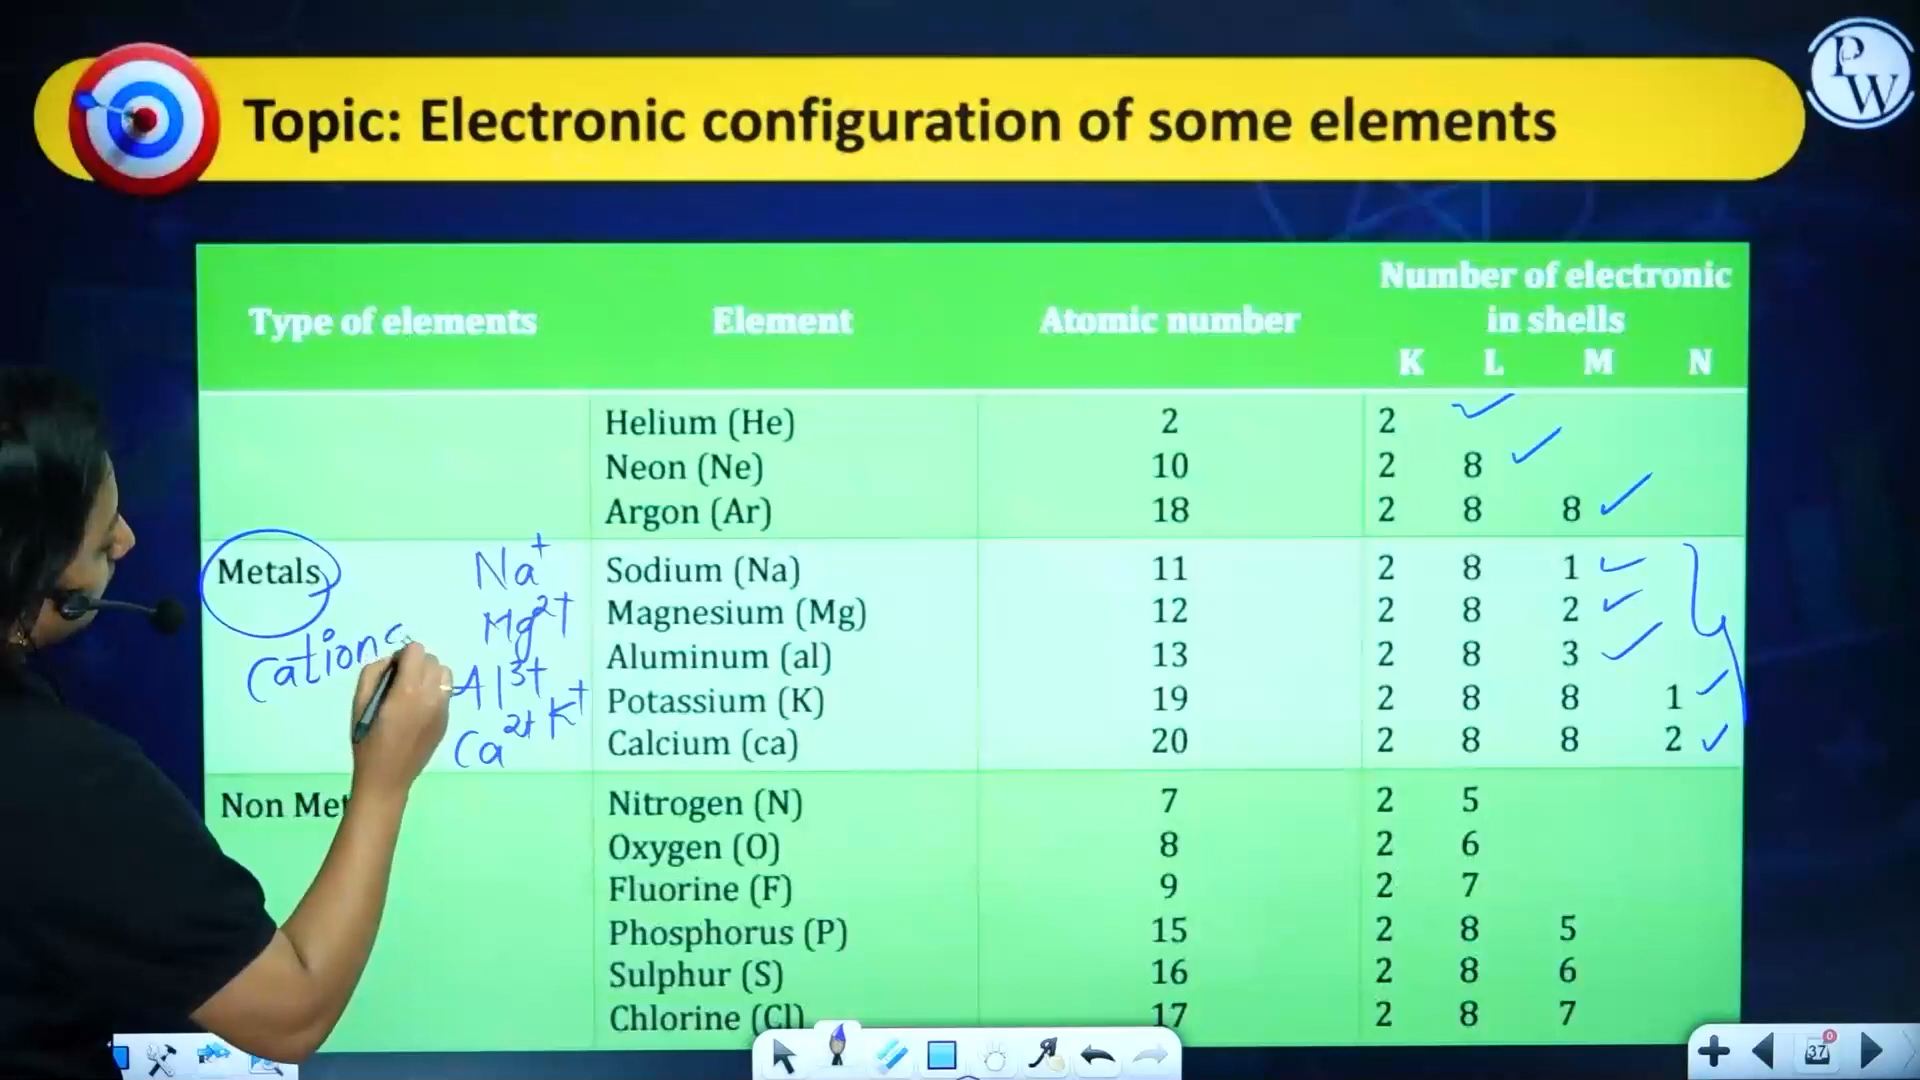 PW
Topic: Electronic configuration of some elements
Type of elements Element Atomic number Number of electronic in shells
K L M N
Helium (He) 2 2
Neon (Ne) 10 2 8
Argon (Ar) 18 2 8 8
Metals Na+ Sodium (Na) 11 2 8 1
Mg2+ Magnesium (Mg) 12 2 8 2
cations Al3+ Aluminum (al) 13 2 8 3
K+ Potassium (K) 19 2 8 8 1
Ca2+ Calcium (ca) 20 2 8 8 2
Non Met Nitrogen (N) 7 2 5
Oxygen (O) 8 2 6
Fluorine (F) 9 2 7
Phosphorus (P) 15 2 8 5
Sulphur (S) 16 2 8 6
Chlorine (Cl) 17 2 8 7
37
0